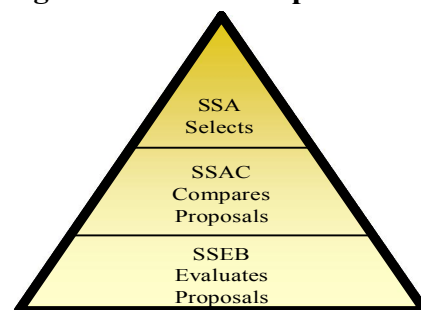 SSA
Selects
SSAC
Compares
Proposals
SSEB
Evaluates
Proposals